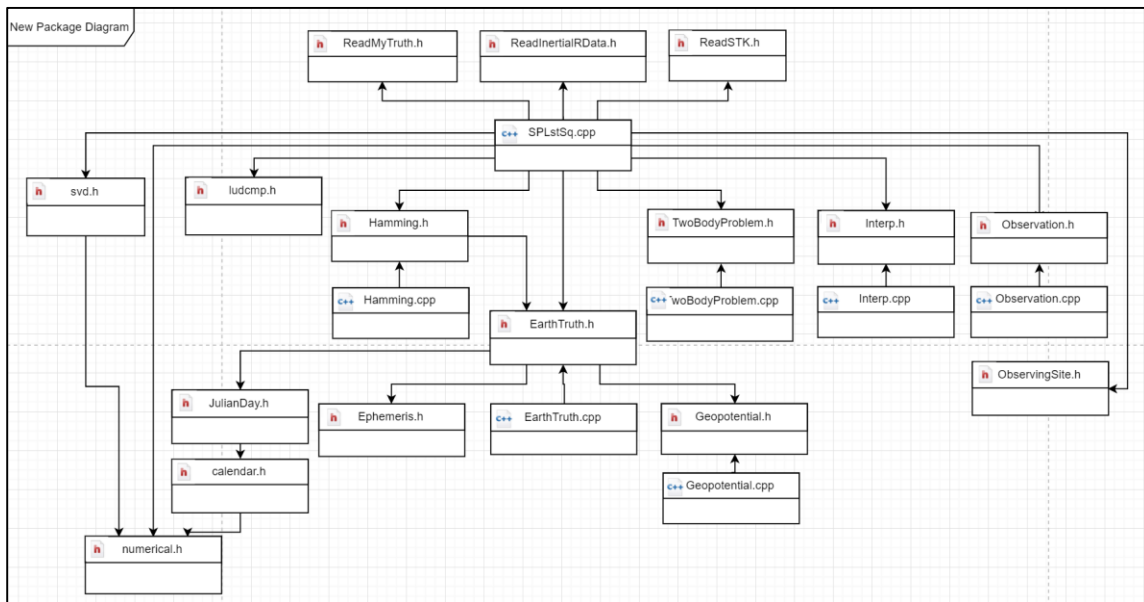 New Package Diagram
h ReadMyTruth.h
h ReadInertialRData.h
h ReadSTK.h
C++ SPLstSq.cpp
h svd.h
h ludcmp.h
h Hamming.h
h TwoBodyProblem.h
h Interp.h
h Observation.h
C++ Hamming.cpp
C++ TwoBodyProblem.cpp
C++ Interp.cpp
C++ Observation.cpp
h EarthTruth.h
h ObservingSite.h
h JulianDay.h
h Ephemeris.h
C++ EarthTruth.cpp
h Geopotential.h
h calendar.h
C++ Geopotential.cpp
h numerical.h